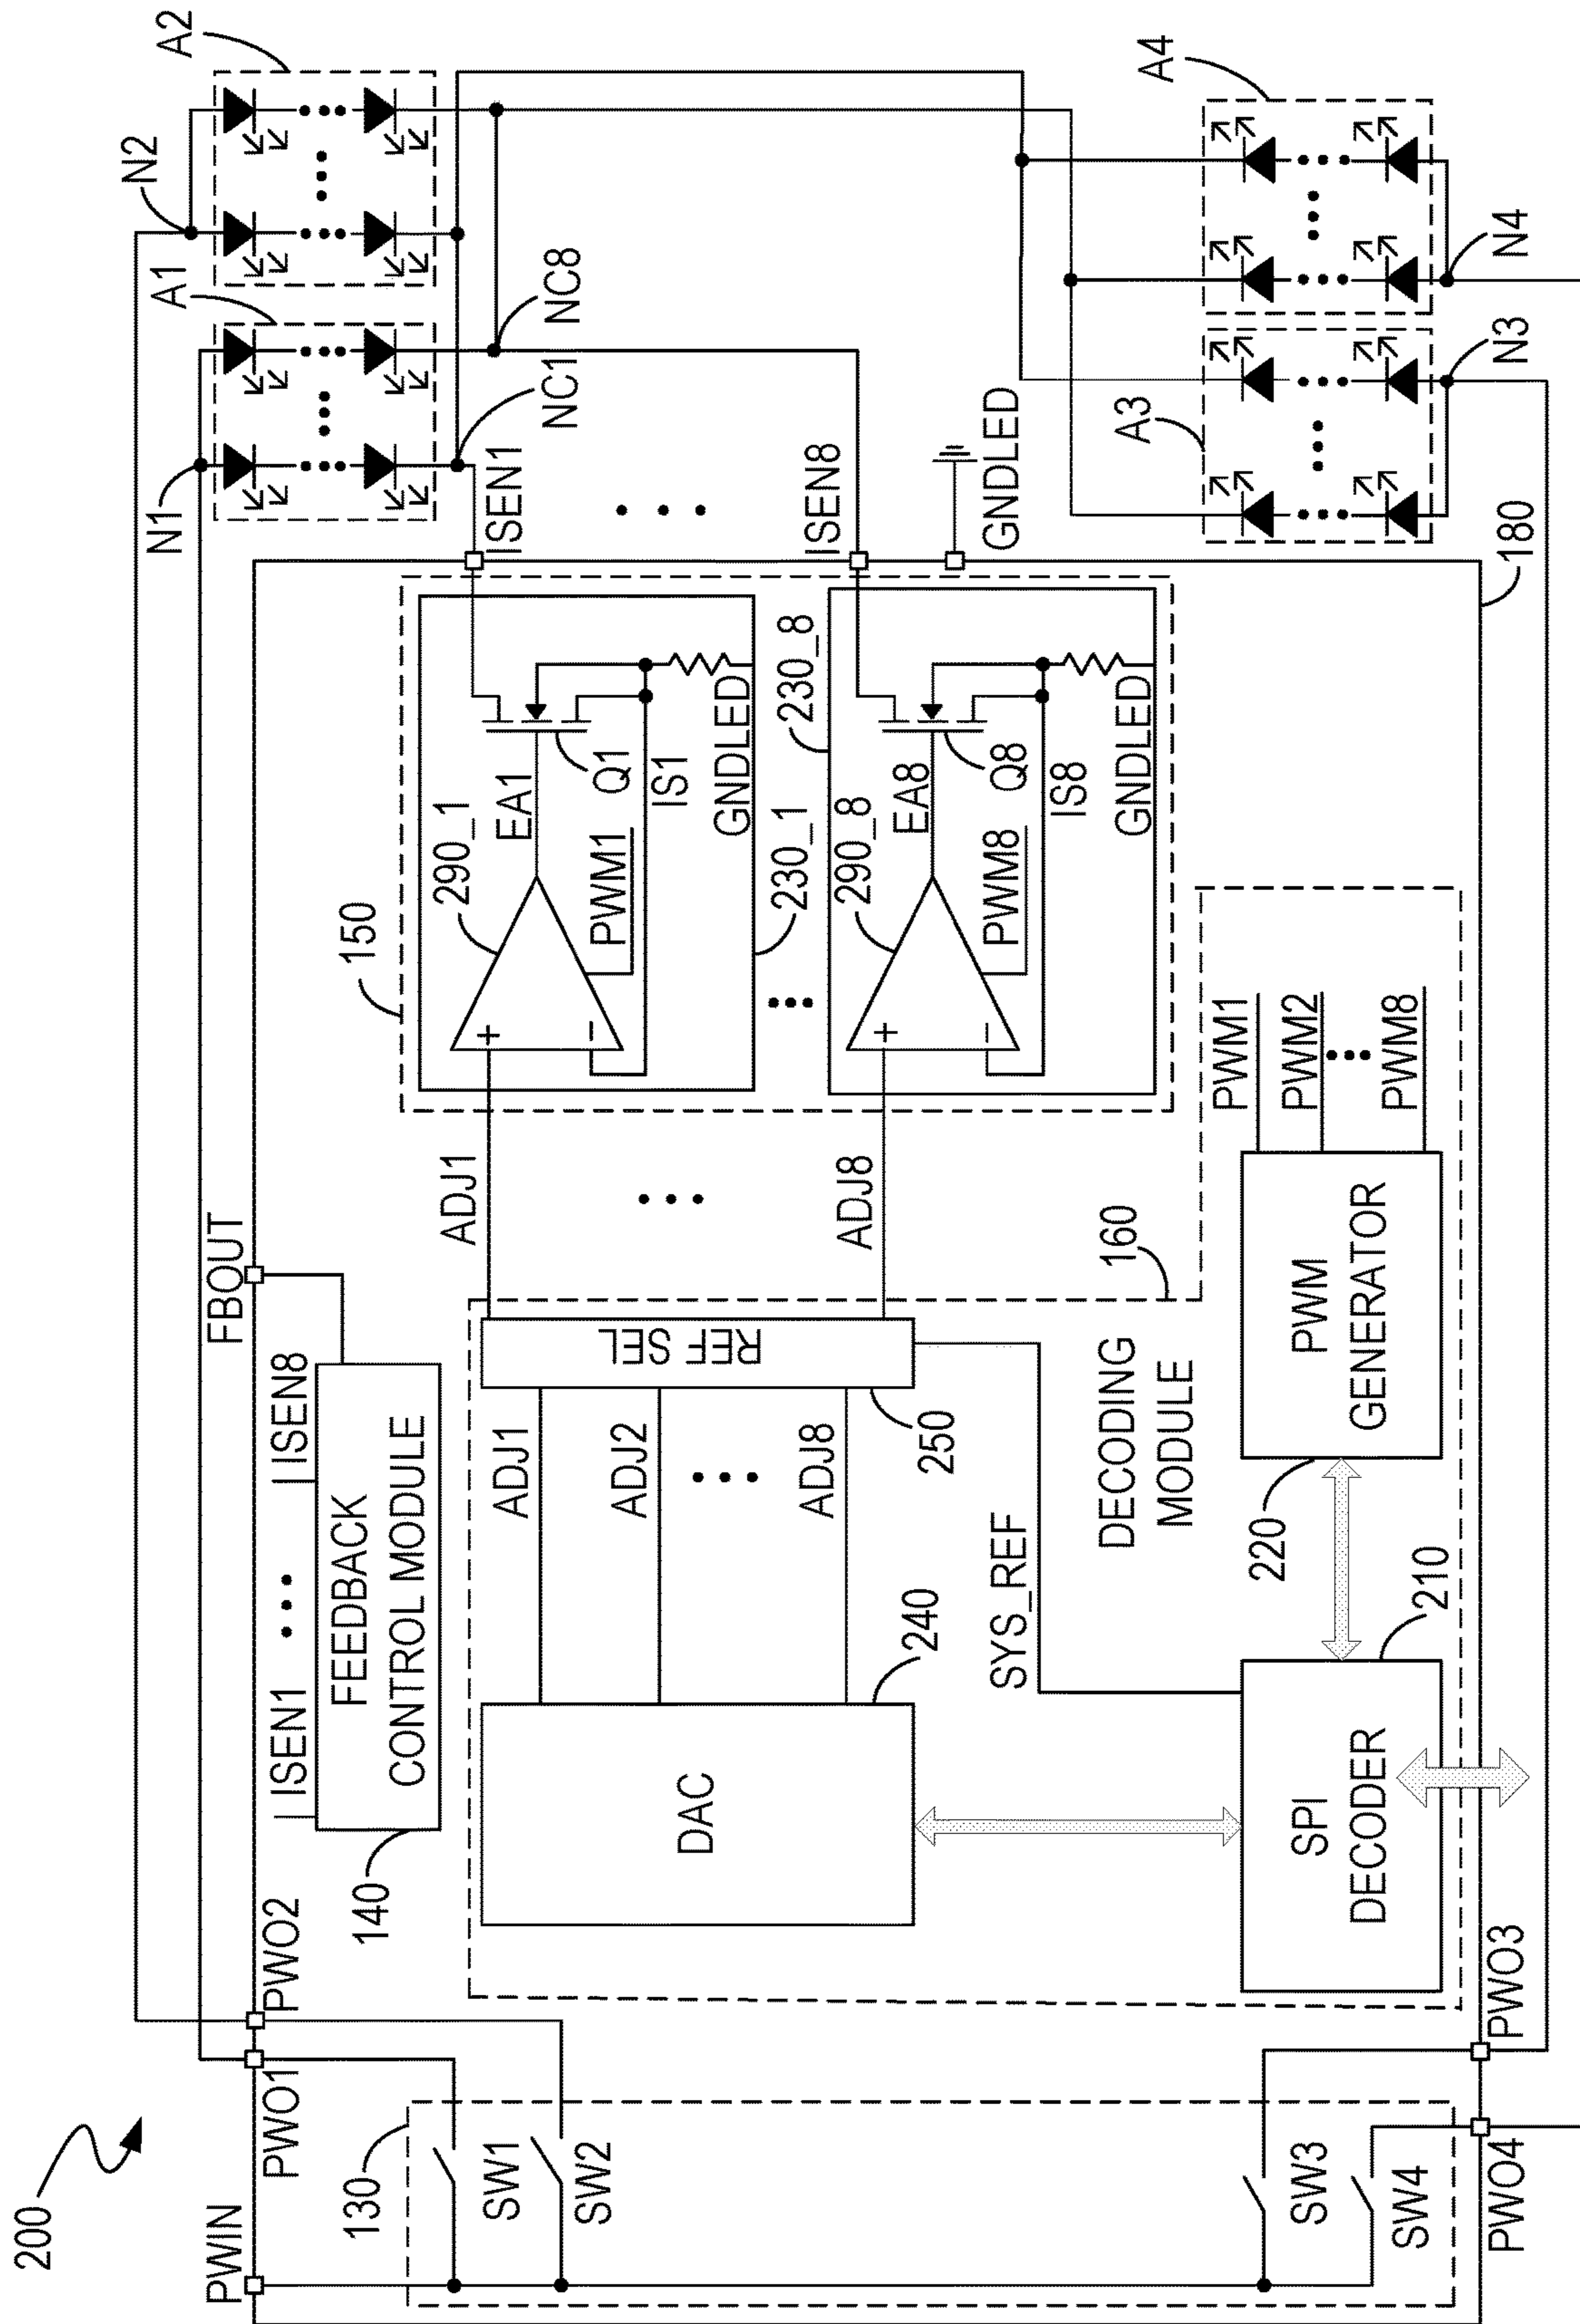 200
PWIN
PWO1
PWO2
FBOUT
N1
N2
A1
A2
130
SW1
SW2
SW3
SW4
PWO4
PWO3
140
ISEN1
ISEN8
FEEDBACK
CONTROL MODULE
DAC
240
ADJ1
ADJ2
ADJ8
REF SEL
250
SYS_REF
DECODING
MODULE
160
SPI
DECODER
210
PWM
GENERATOR
220
PWM1
PWM2
PWM8
ADJ1
ADJ8
150
290_1
+
−
EA1
PWM1
Q1
IS1
GNDLED
230_1
290_8
+
−
EA8
PWM8
Q8
IS8
GNDLED
230_8
ISEN1
ISEN8
GNDLED
NC1
NC8
180
A3
A4
N3
N4